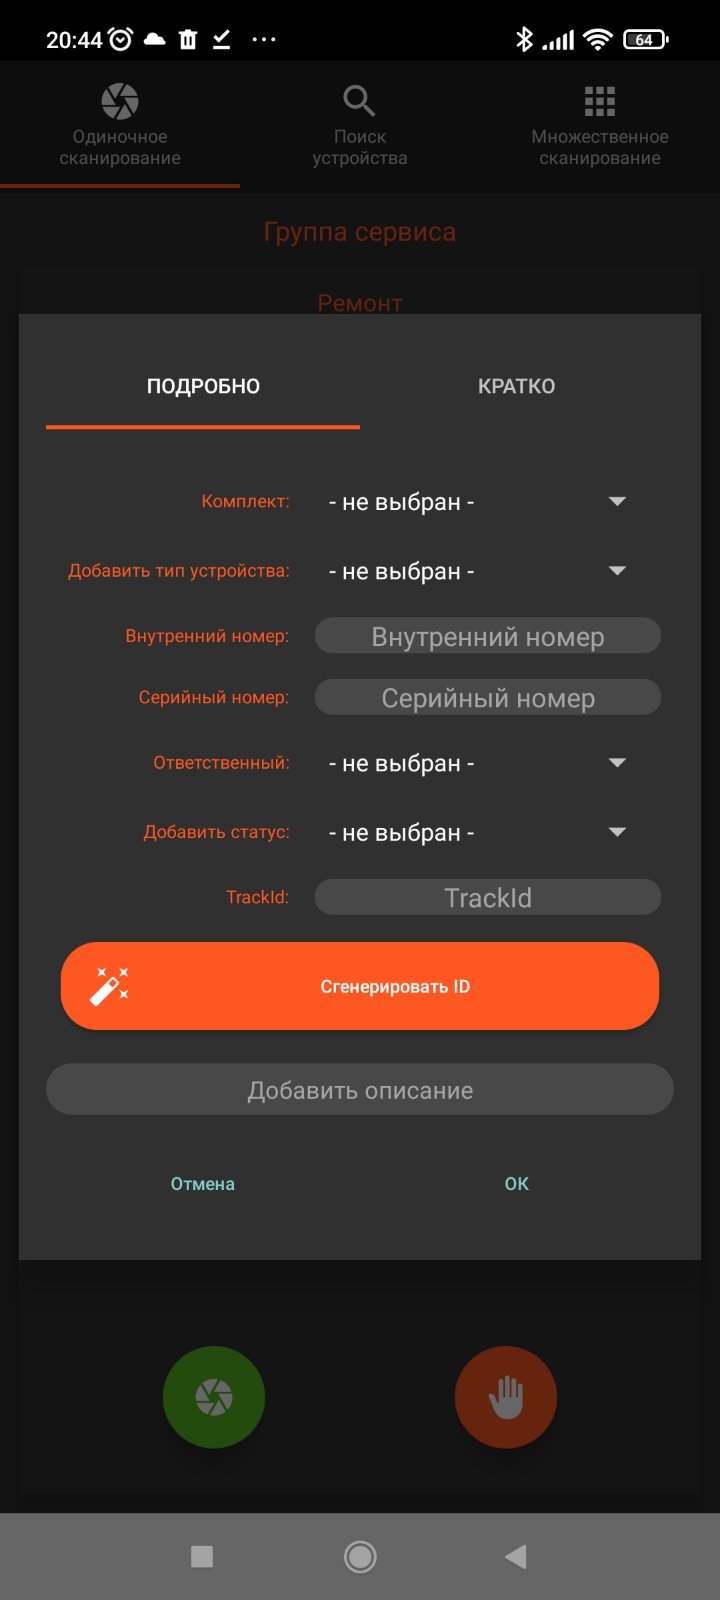 20:44
64
Одиночное
сканирование
Поиск
устройства
Множественное
сканирование
Группа сервиса
Ремонт
ПОДРОБНО
КРАТКО
Комплект:
- не выбран -
Добавить тип устройства:
- не выбран -
Внутренний номер:
Внутренний номер
Серийный номер:
Серийный номер
Ответственный:
- не выбран -
Добавить статус:
- не выбран -
TrackId:
TrackId
Сгенерировать ID
Добавить описание
Отмена
ОК